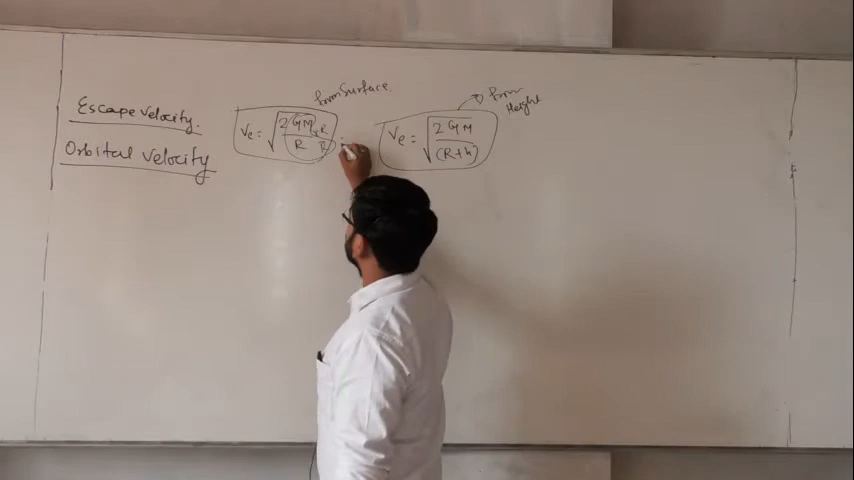 Escape velocity.
Orbital velocity
from surface
Ve = √(2GM × R / R R)
from
Height
Ve = √(2GM / (R+h))